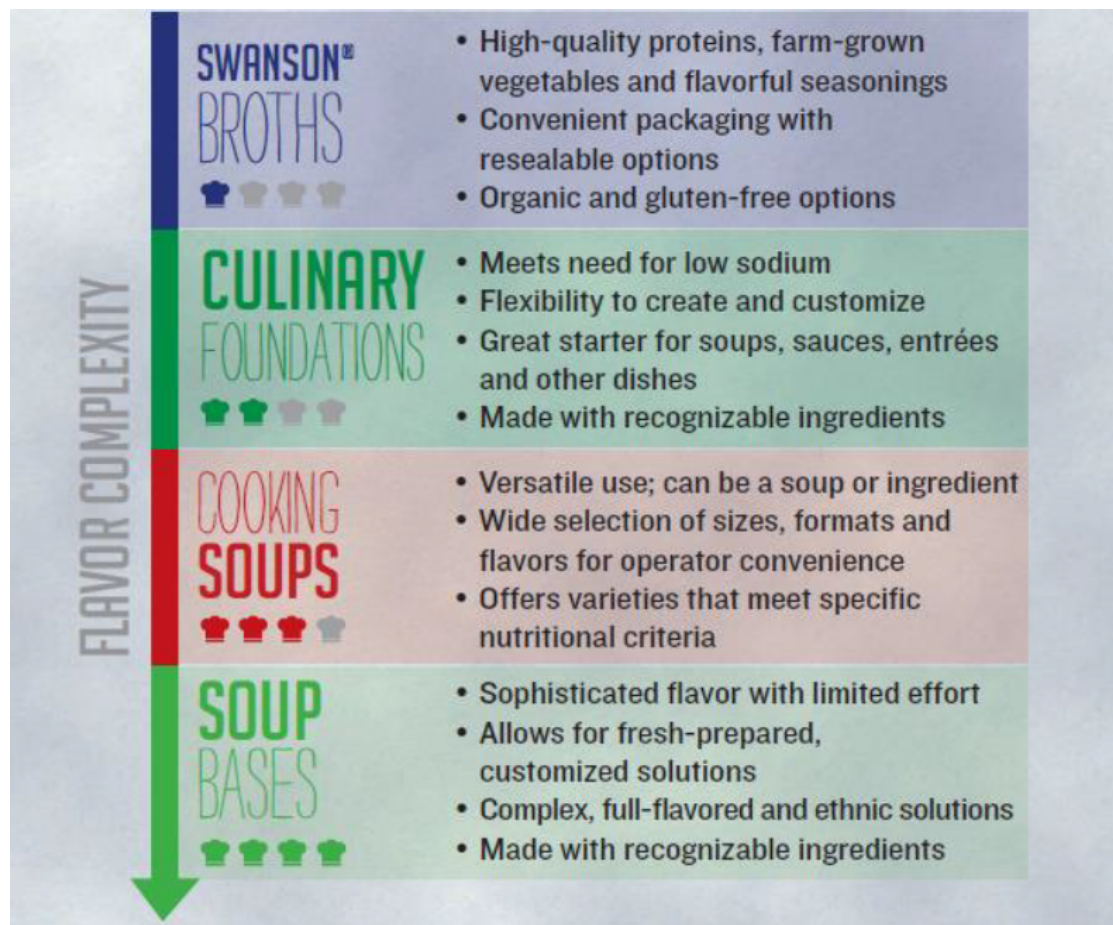 FLAVOR COMPLEXITY
SWANSON®
BROTHS
• High-quality proteins, farm-grown
vegetables and flavorful seasonings
• Convenient packaging with
resealable options
• Organic and gluten-free options
CULINARY
FOUNDATIONS
• Meets need for low sodium
• Flexibility to create and customize
• Great starter for soups, sauces, entrées
and other dishes
• Made with recognizable ingredients
COOKING
SOUPS
• Versatile use; can be a soup or ingredient
• Wide selection of sizes, formats and
flavors for operator convenience
• Offers varieties that meet specific
nutritional criteria
SOUP
BASES
• Sophisticated flavor with limited effort
• Allows for fresh-prepared,
customized solutions
• Complex, full-flavored and ethnic solutions
• Made with recognizable ingredients